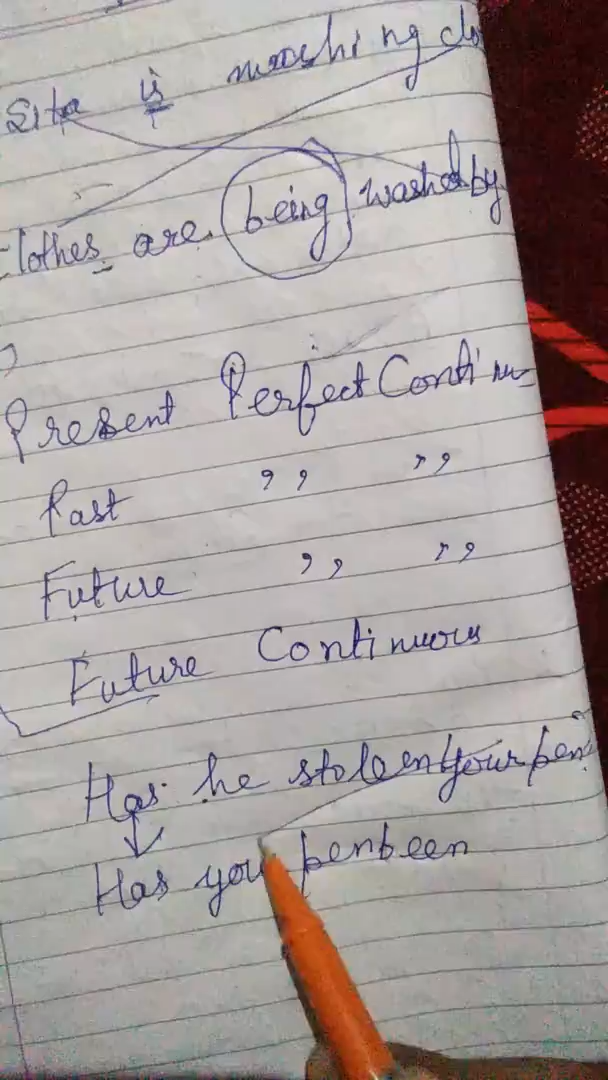 Sita is washing clo
Clothes are being washed by
Present Perfect Continu
Past ,, ,,
Future ,, ,,
Future Continuous
Has he stolen your pen?
Has you pen been